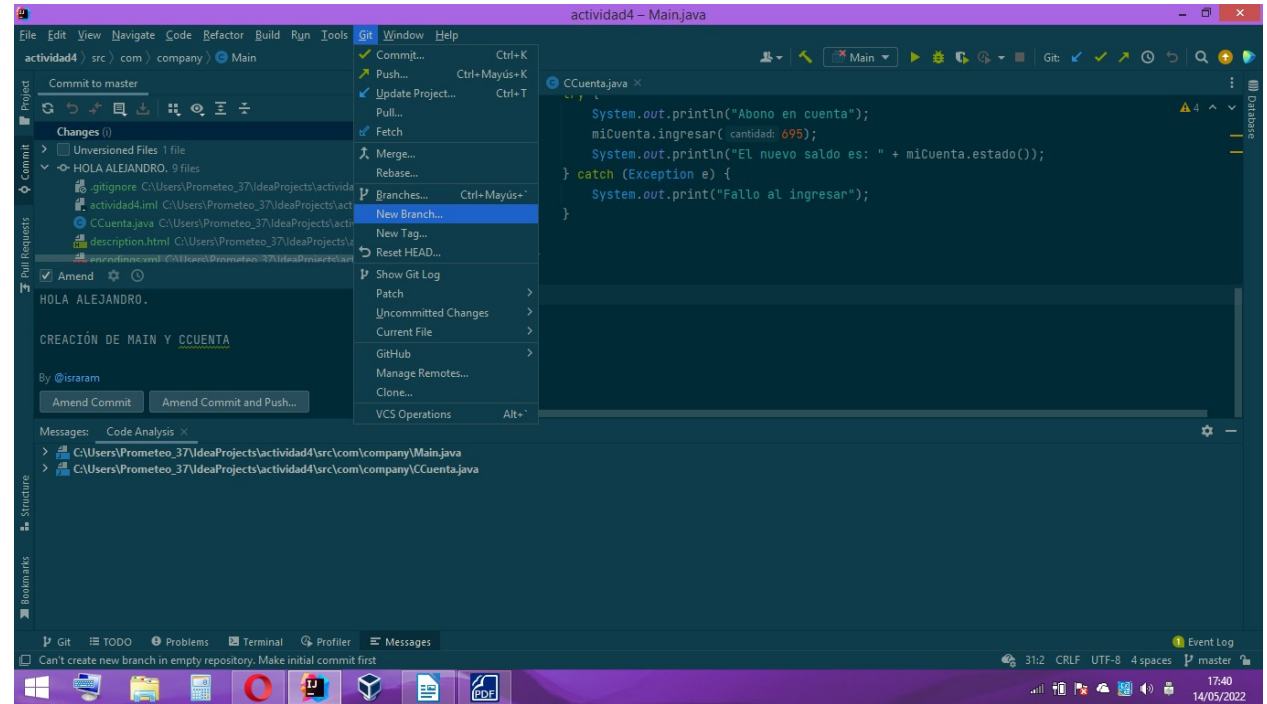 actividad4 – Main.java
File Edit View Navigate Code Refactor Build Run Tools Git Window Help
actividad4 src com company Main
Main
Git:
Commit to master
Changes (i)
Unversioned Files 1 file
HOLA ALEJANDRO. 9 files
.gitignore C:\Users\Prometeo_37\IdeaProjects\activida
actividad4.iml C:\Users\Prometeo_37\IdeaProjects\act
CCuenta.java C:\Users\Prometeo_37\IdeaProjects\acti
description.html C:\Users\Prometeo_37\IdeaProjects\a
encodings.xml C:\Users\Prometeo_37\IdeaProjects\act
Amend
HOLA ALEJANDRO.
CREACIÓN DE MAIN Y CCUENTA
By @israram
Amend Commit Amend Commit and Push...
Commit... Ctrl+K
Push... Ctrl+Mayús+K
Update Project... Ctrl+T
Pull...
Fetch
Merge...
Rebase...
Branches... Ctrl+Mayús+`
New Branch...
New Tag...
Reset HEAD...
Show Git Log
Patch
Uncommitted Changes
Current File
GitHub
Manage Remotes...
Clone...
VCS Operations Alt+`
CCuenta.java
try {
System.out.println("Abono en cuenta");
miCuenta.ingresar( cantidad: 695);
System.out.println("El nuevo saldo es: " + miCuenta.estado());
} catch (Exception e) {
System.out.print("Fallo al ingresar");
}
4
Project
Commit
Pull Requests
Structure
Bookmarks
Database
Messages: Code Analysis
C:\Users\Prometeo_37\IdeaProjects\actividad4\src\com\company\Main.java
C:\Users\Prometeo_37\IdeaProjects\actividad4\src\com\company\CCuenta.java
Git TODO Problems Terminal Profiler Messages
1 Event Log
Can't create new branch in empty repository. Make initial commit first
31:2 CRLF UTF-8 4 spaces master
PDF
17:40
14/05/2022